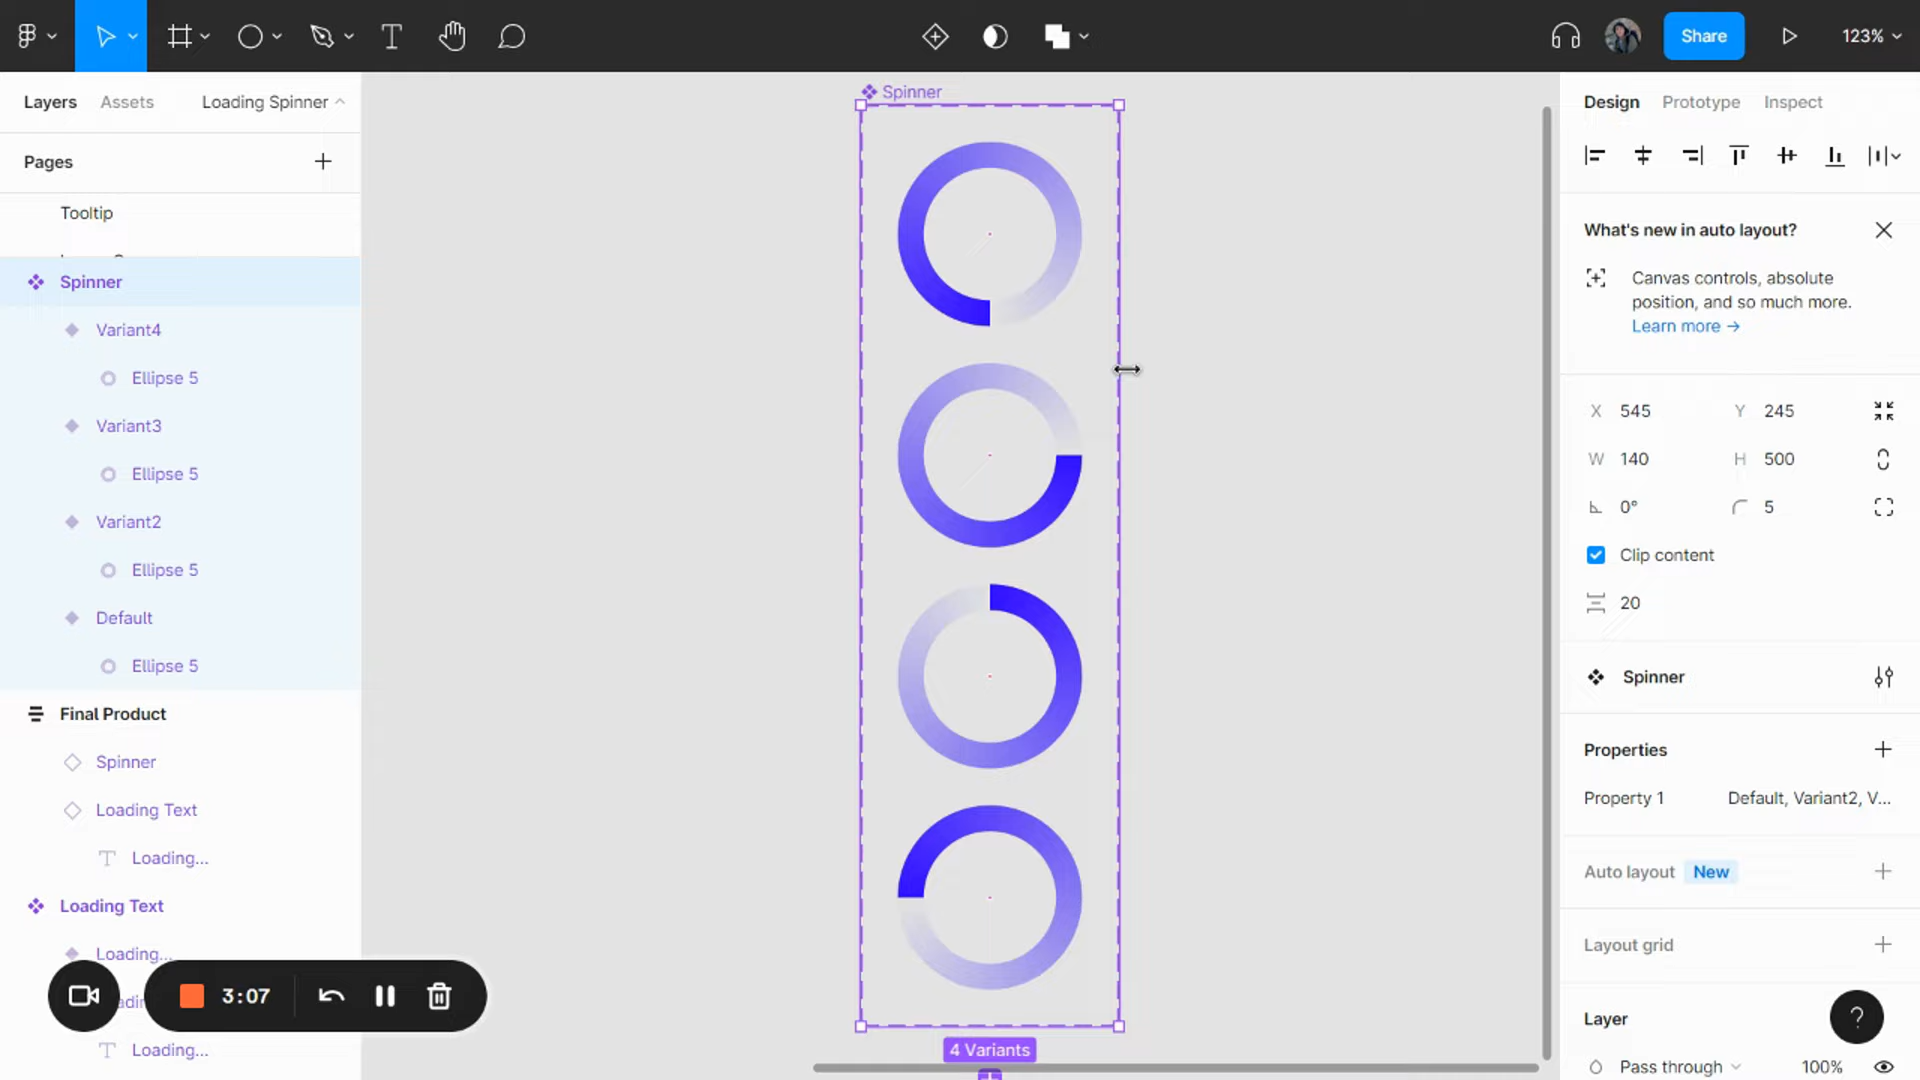 Share
123%
Layers
Assets
Loading Spinner
Pages
Tooltip
Spinner
Variant4
Ellipse 5
Variant3
Ellipse 5
Variant2
Ellipse 5
Default
Ellipse 5
Final Product
Spinner
Loading Text
Loading...
Loading Text
Loading...
Loading...
3:07
Spinner
4 Variants
Design
Prototype
Inspect
What's new in auto layout?
Canvas controls, absolute
position, and so much more.
Learn more →
X 545
Y 245
W 140
H 500
0°
5
Clip content
20
Spinner
Properties
Property 1
Default, Variant2, V...
Auto layout
New
Layout grid
Layer
Pass through
100%
?